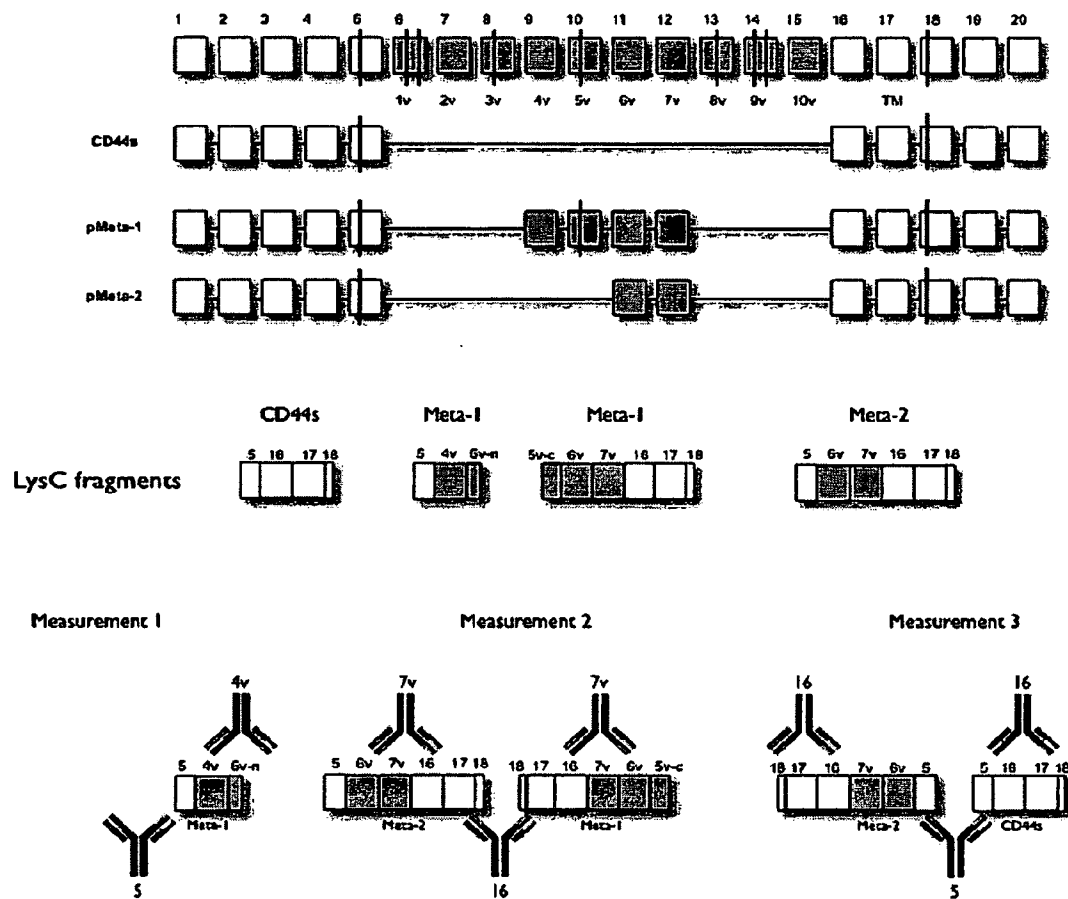 1 2 3 4 5 6 7 8 9 10 11 12 13 14 15 16 17 18 19 20
1v 2v 3v 4v 5v 6v 7v 8v 9v 10v TM
CD44s
pMeta-1
pMeta-2
CD44s Meta-1 Meta-1 Meta-2
5 16 17 18 5 4v 5v-n 5v-c 6v 7v 16 17 18 5 6v 7v 16 17 18
LysC fragments
Measurement 1 Measurement 2 Measurement 3
4v 7v 7v 16 16
5 4v 5v-n 5 6v 7v 16 17 18 18 17 16 7v 6v 5v-c 18 17 16 7v 6v 5 5 16 17 18
Meta-1 Meta-2 Meta-1 Meta-2 CD44s
5 16 5